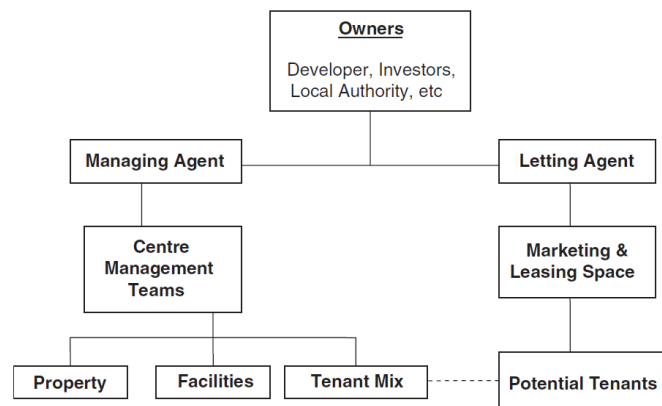 Owners
Developer, Investors,
Local Authority, etc
Managing Agent
Letting Agent
Centre
Management
Teams
Marketing &
Leasing Space
Property
Facilities
Tenant Mix
Potential Tenants